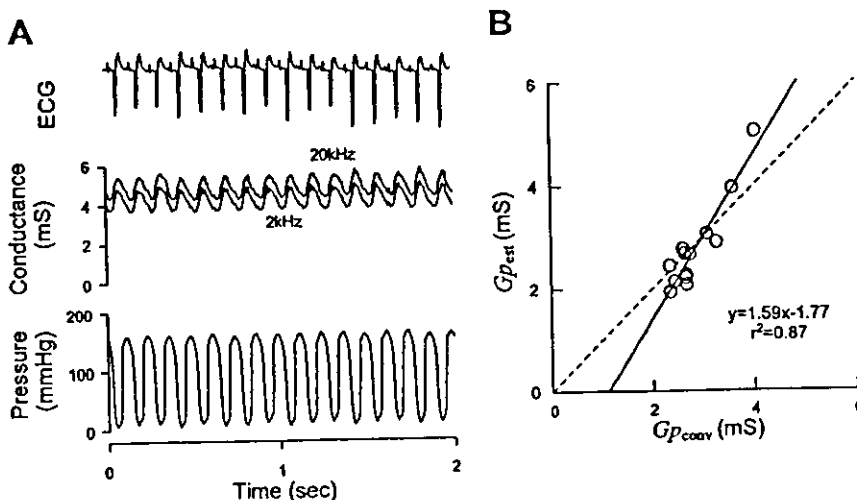 A
ECG
Conductance
(mS)
6
4
2
0
20kHz
2kHz
Pressure
(mmHg)
200
100
0
0
1
2
Time (sec)
B
Gp_est (mS)
6
4
2
0
y=1.59x-1.77
r²=0.87
0
2
4
6
Gp_conv (mS)